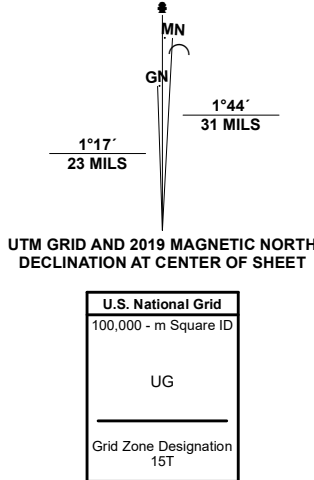 MN
GN
1°44´
31 MILS
1°17´
23 MILS
UTM GRID AND 2019 MAGNETIC NORTH
DECLINATION AT CENTER OF SHEET
U.S. National Grid
100,000 - m Square ID
UG
Grid Zone Designation
15T